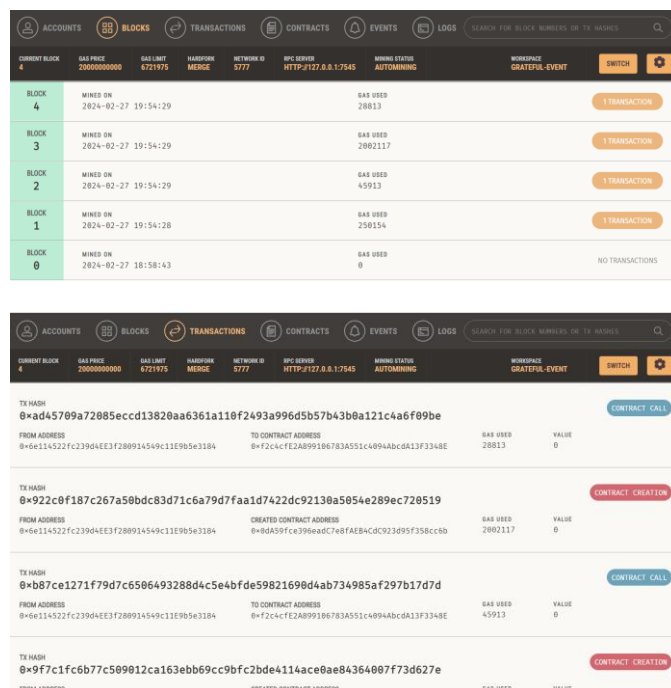 ACCOUNTS BLOCKS TRANSACTIONS CONTRACTS EVENTS LOGS SEARCH FOR BLOCK NUMBERS OR TX HASHES
CURRENT BLOCK GAS PRICE GAS LIMIT HARDFORK NETWORK ID RPC SERVER MINING STATUS WORKSPACE SWITCH
4 20000000000 6721975 MERGE 5777 HTTP://127.0.0.1:7545 AUTOMINING GRATEFUL-EVENT
BLOCK MINED ON GAS USED 1 TRANSACTION
4 2024-02-27 19:54:29 28813
BLOCK MINED ON GAS USED 1 TRANSACTION
3 2024-02-27 19:54:29 2002117
BLOCK MINED ON GAS USED 1 TRANSACTION
2 2024-02-27 19:54:29 45913
BLOCK MINED ON GAS USED 1 TRANSACTION
1 2024-02-27 19:54:28 250154
BLOCK MINED ON GAS USED NO TRANSACTIONS
0 2024-02-27 18:58:43 0
ACCOUNTS BLOCKS TRANSACTIONS CONTRACTS EVENTS LOGS SEARCH FOR BLOCK NUMBERS OR TX HASHES
CURRENT BLOCK GAS PRICE GAS LIMIT HARDFORK NETWORK ID RPC SERVER MINING STATUS WORKSPACE SWITCH
4 20000000000 6721975 MERGE 5777 HTTP://127.0.0.1:7545 AUTOMINING GRATEFUL-EVENT
TX HASH CONTRACT CALL
0×ad45709a72085eccd13820aa6361a110f2493a996d5b57b43b0a121c4a6f09be
FROM ADDRESS TO CONTRACT ADDRESS GAS USED VALUE
0×6e114522fc239d4EE3f280914549c11E9b5e3184 0×f2c4cfE2A899106783A551c4094AbcdA13F3348E 28813 0
TX HASH CONTRACT CREATION
0×922c0f187c267a50bdc83d71c6a79d7faa1d7422dc92130a5054e289ec720519
FROM ADDRESS CREATED CONTRACT ADDRESS GAS USED VALUE
0×6e114522fc239d4EE3f280914549c11E9b5e3184 0×0dA59fce396eadC7e8fAEB4CdC923d95f358cc6b 2002117 0
TX HASH CONTRACT CALL
0×b87ce1271f79d7c6506493288d4c5e4bfde59821690d4ab734985af297b17d7d
FROM ADDRESS TO CONTRACT ADDRESS GAS USED VALUE
0×6e114522fc239d4EE3f280914549c11E9b5e3184 0×f2c4cfE2A899106783A551c4094AbcdA13F3348E 45913 0
TX HASH CONTRACT CREATION
0×9f7c1fc6b77c509012ca163ebb69cc9bfc2bde4114ace0ae84364007f73d627e